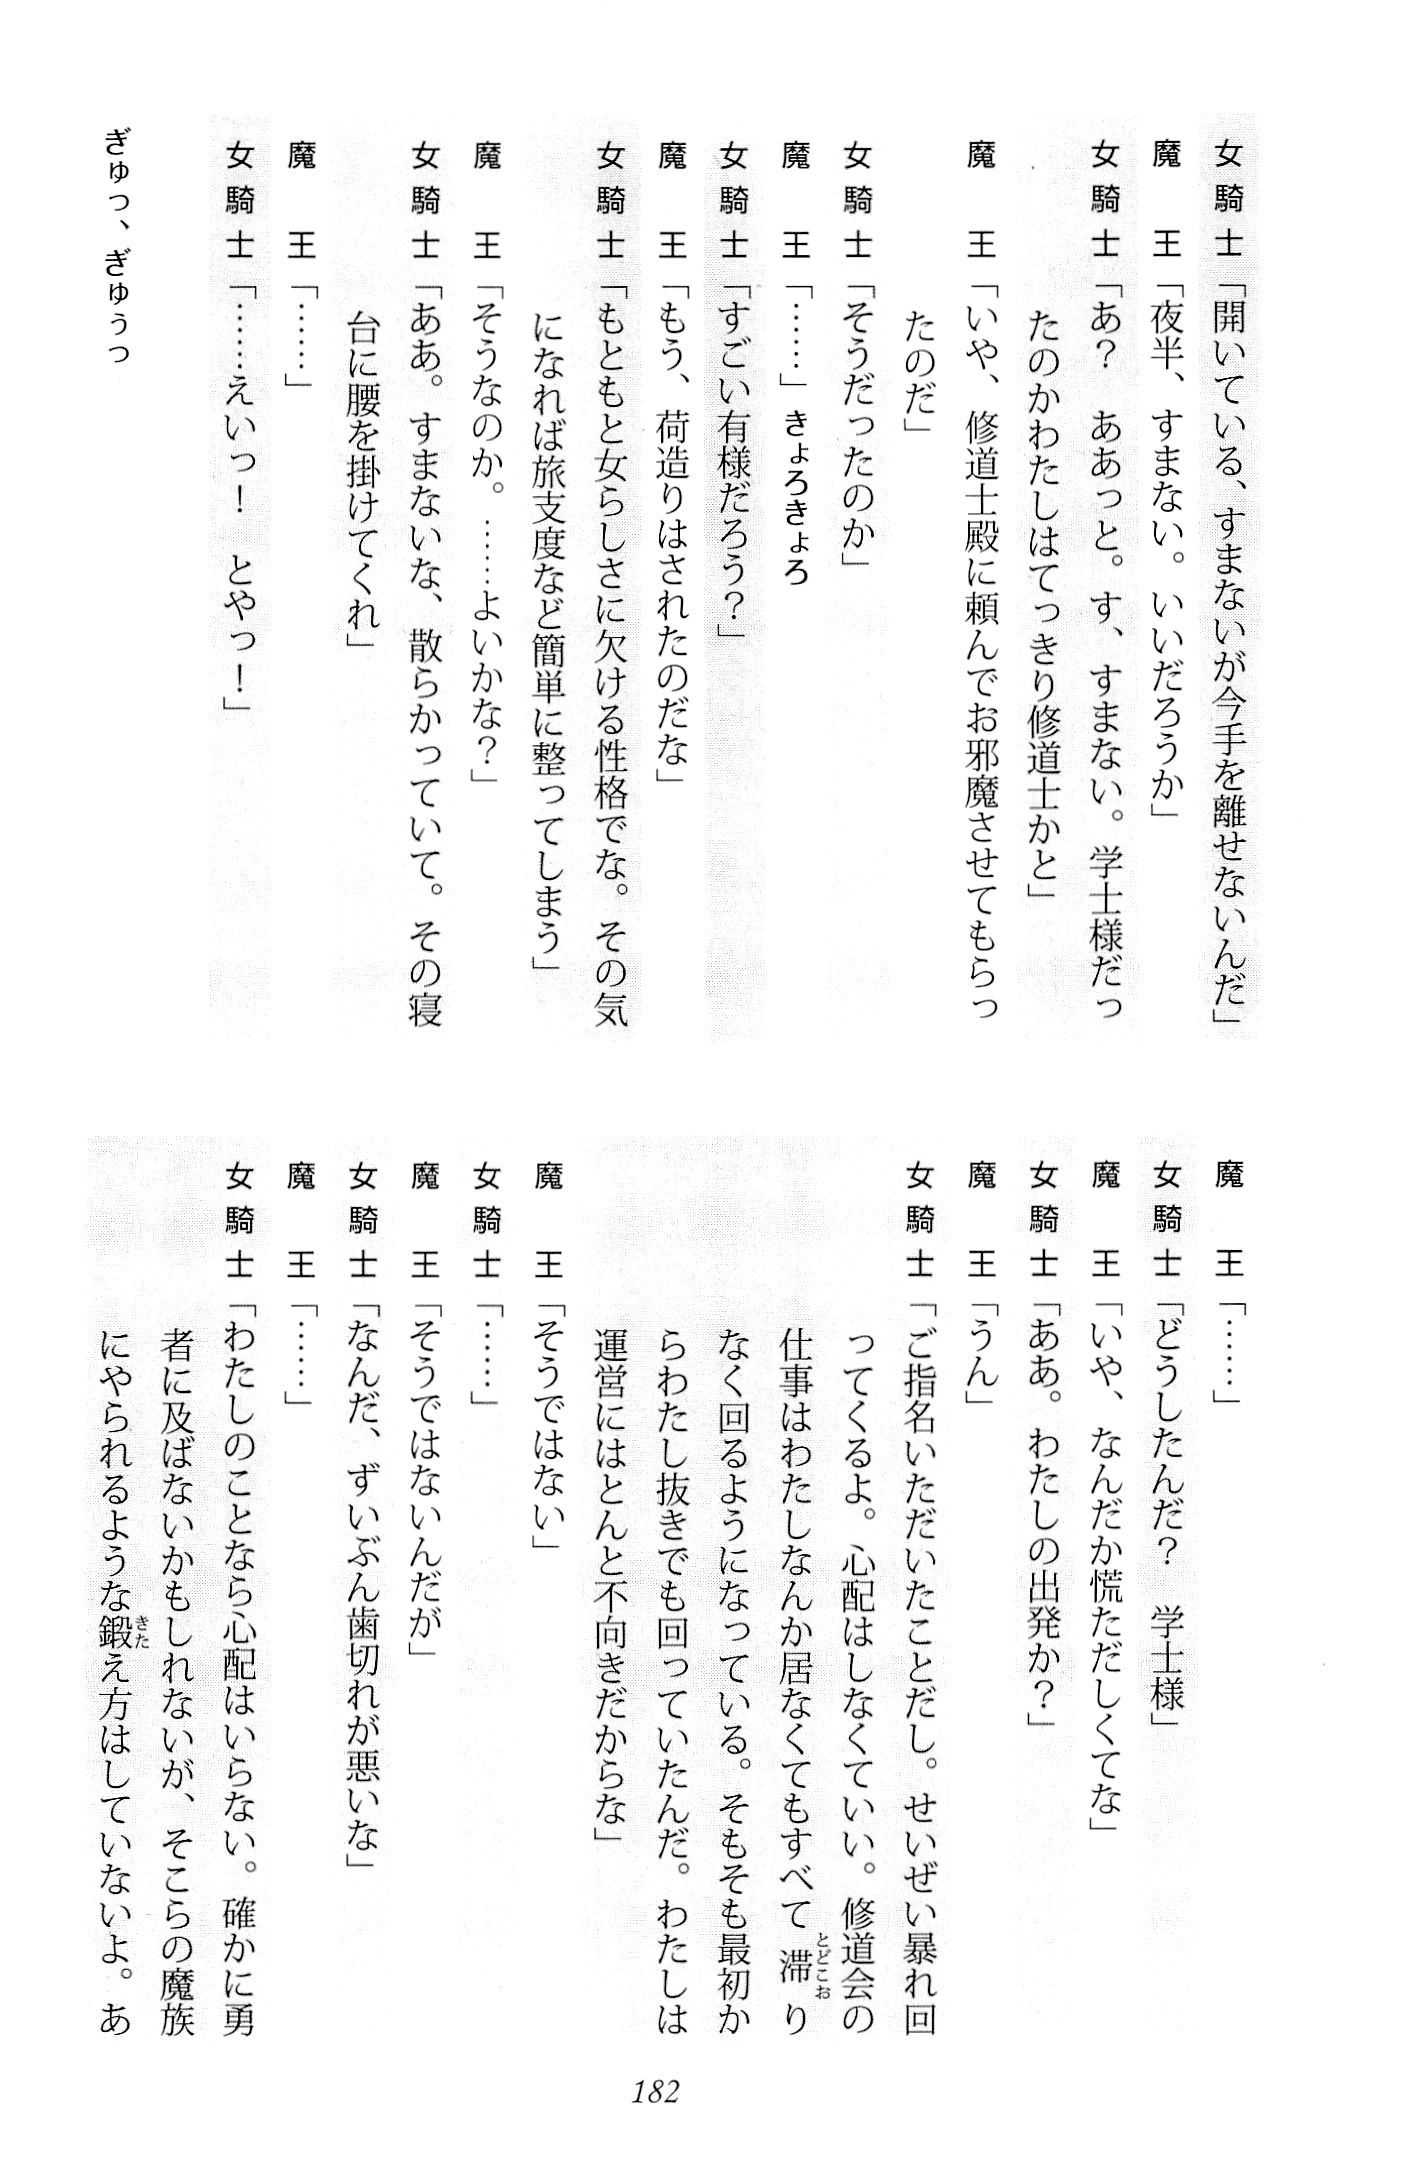 女騎士「開いている、すまないが今手を離せないんだ」
魔　王「夜半、すまない。いいだろうか」
女騎士「あ？　ああっと。す、すまない。学士様だっ
たのかわたしはてっきり修道士かと」
魔　王「いや、修道士殿に頼んでお邪魔させてもらっ
たのだ」
女騎士「そうだったのか」
魔　王「……」きょろきょろ
女騎士「すごい有様だろう？」
魔　王「もう、荷造りはされたのだな」
女騎士「もともと女らしさに欠ける性格でな。その気
になれば旅支度など簡単に整ってしまう」
魔　王「そうなのか。……よいかな？」
女騎士「ああ。すまないな、散らかっていて。その寝
台に腰を掛けてくれ」
魔　王「……」
女騎士「……えいっ！　とやっ！」
ぎゅっ、ぎゅうっ
魔　王「……」
女騎士「どうしたんだ？　学士様」
魔　王「いや、なんだか慌ただしくてな」
女騎士「ああ。わたしの出発か？」
魔　王「うん」
女騎士「ご指名いただいたことだし。せいぜい暴れ回
ってくるよ。心配はしなくていい。修道会の
仕事はわたしなんか居なくてもすべて滞り
なく回るようになっている。そもそも最初か
らわたし抜きでも回っていたんだ。わたしは
運営にはとんと不向きだからな」
魔　王「そうではない」
女騎士「……」
魔　王「そうではないんだが」
女騎士「なんだ、ずいぶん歯切れが悪いな」
魔　王「……」
女騎士「わたしのことなら心配はいらない。確かに勇
者に及ばないかもしれないが、そこらの魔族
にやられるような鍛え方はしていないよ。あ
182